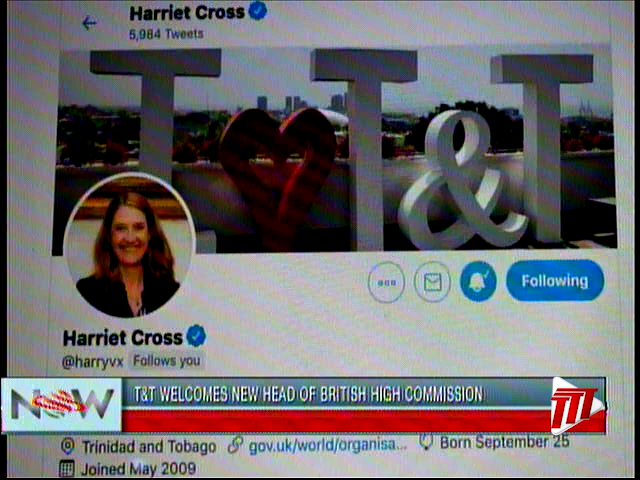 Harriet Cross
5,984 Tweets
T & T
Following
Harriet Cross
@harryvx Follows you
NOW
T&T WELCOMES NEW HEAD OF BRITISH HIGH COMMISSION
Trinidad and Tobago gov.uk/world/organisa... Born September 25
Joined May 2009